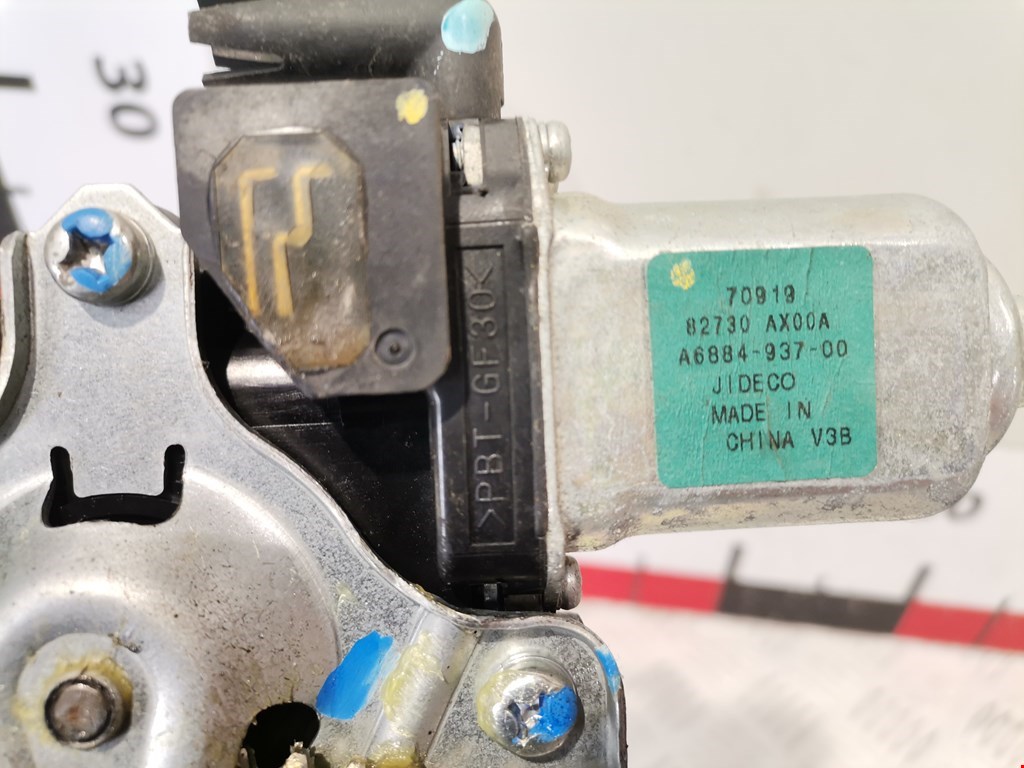 30
>PBT-GF30<
70919
82730 AX00A
A6884-937-00
JIDECO
MADE IN
CHINA V3B